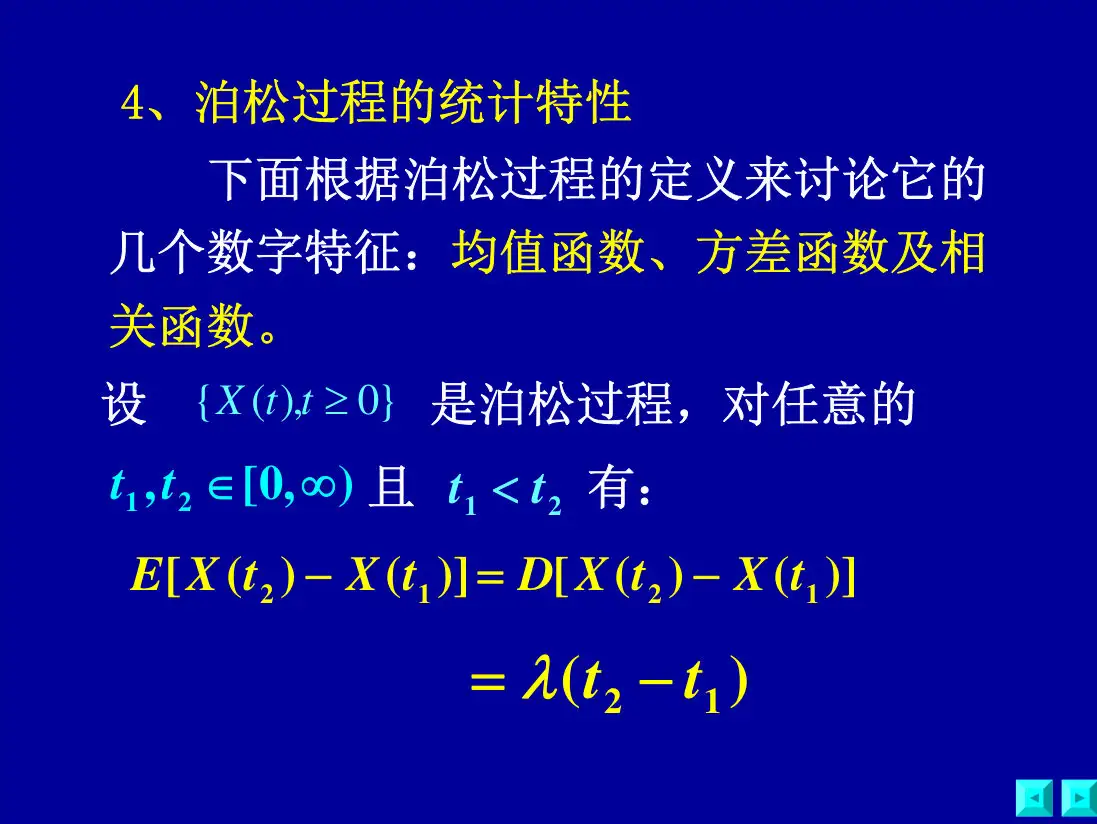 4、泊松过程的统计特性
下面根据泊松过程的定义来讨论它的
几个数字特征：均值函数、方差函数及相
关函数。
设 {X(t),t ≥ 0} 是泊松过程，对任意的
t₁,t₂ ∈[0,∞) 且 t₁ < t₂ 有：
E[X(t₂) − X(t₁)] = D[X(t₂) − X(t₁)]
= λ(t₂ − t₁)